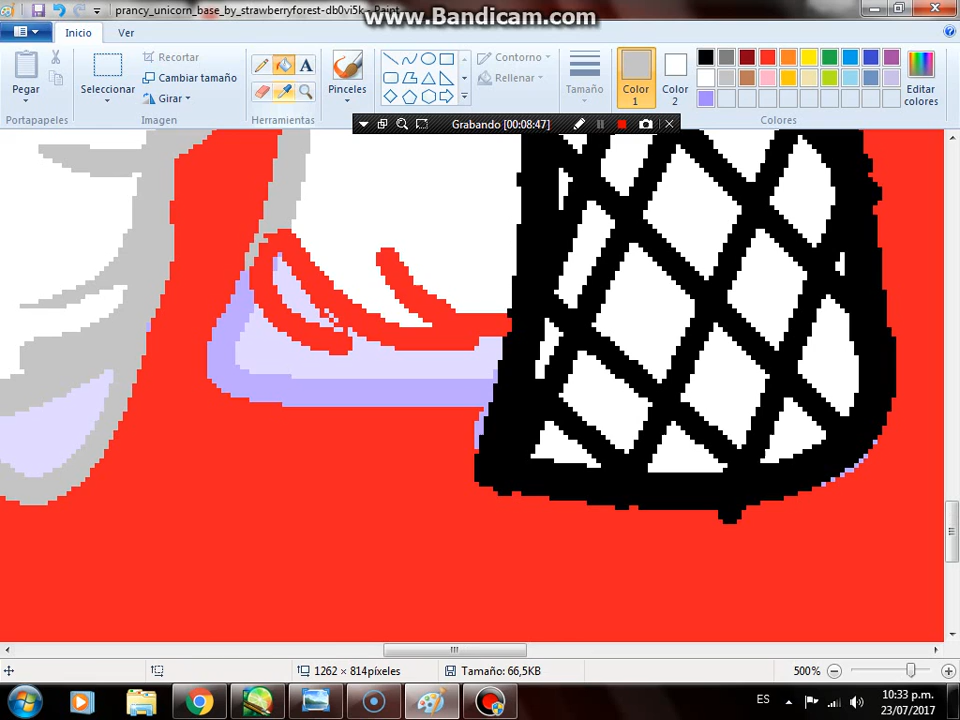 prancy_unicorn_base_by_strawberryforest-db0vi5k - Paint
www.Bandicam.com
Inicio
Ver
Pegar
Seleccionar
Recortar
Cambiar tamaño
Girar
A
Pinceles
Contorno
Rellenar
Tamaño
Color 1
Color 2
Editar colores
Portapapeles
Imagen
Herramientas
Colores
Grabando [00:08:47]
1262 × 814píxeles
Tamaño: 66,5KB
500%
ES
10:33 p.m.
23/07/2017